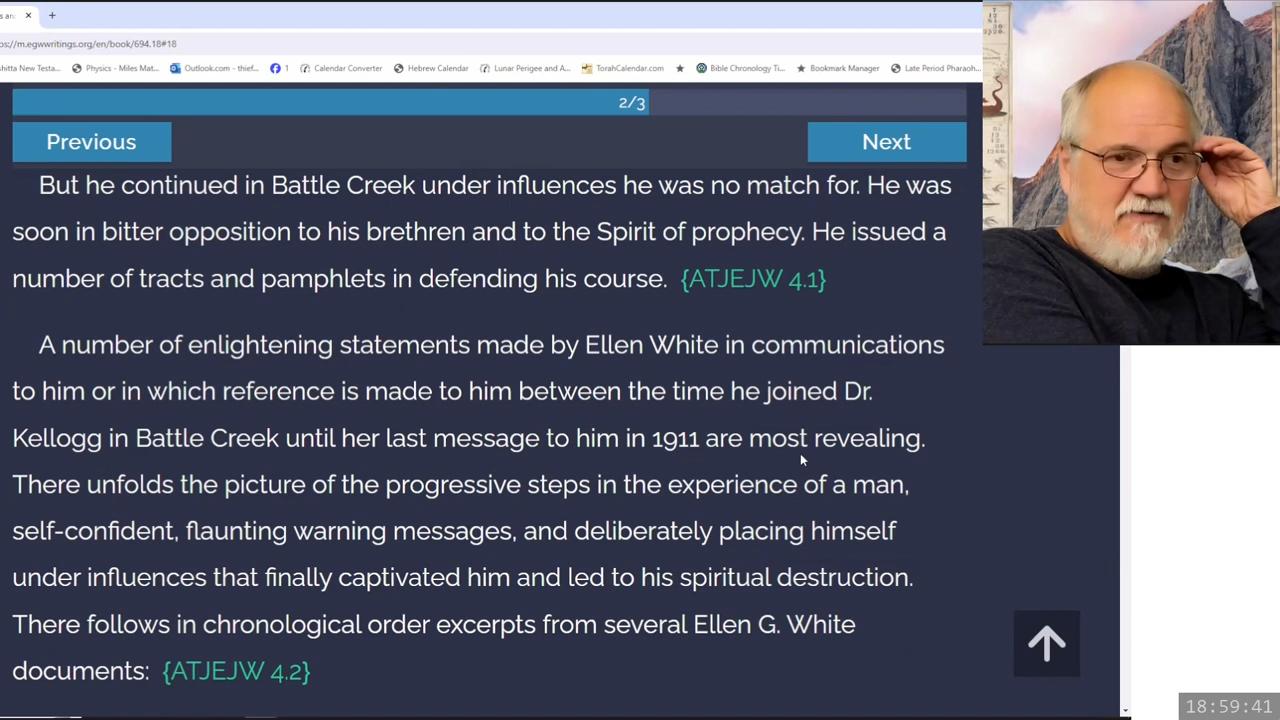 s an
ps://m.egwwritings.org/en/book/694.18#18
shitta New Testa...
Physics - Miles Mat...
Outlook.com - thief...
1
Calendar Converter
Hebrew Calendar
Lunar Perigee and A...
TorahCalendar.com
Bible Chronology Ti...
Bookmark Manager
Late Period Pharaoh...
2/3
Previous
Next
But he continued in Battle Creek under influences he was no match for. He was
soon in bitter opposition to his brethren and to the Spirit of prophecy. He issued a
number of tracts and pamphlets in defending his course. {ATJEJW 4.1}
A number of enlightening statements made by Ellen White in communications
to him or in which reference is made to him between the time he joined Dr.
Kellogg in Battle Creek until her last message to him in 1911 are most revealing.
There unfolds the picture of the progressive steps in the experience of a man,
self-confident, flaunting warning messages, and deliberately placing himself
under influences that finally captivated him and led to his spiritual destruction.
There follows in chronological order excerpts from several Ellen G. White
documents: {ATJEJW 4.2}
18:59:41